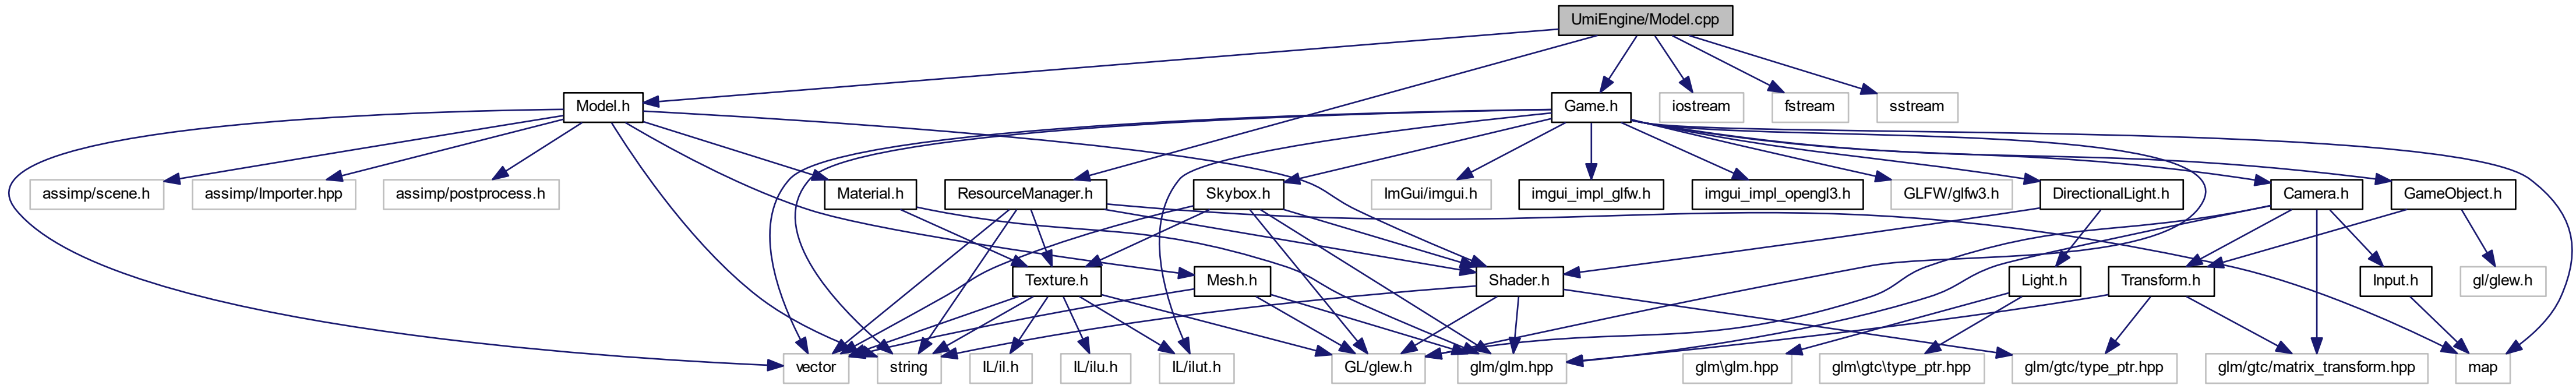 UmiEngine/Model.cpp
Model.h
Game.h
iostream
fstream
sstream
assimp/scene.h
assimp/Importer.hpp
assimp/postprocess.h
Material.h
ResourceManager.h
Skybox.h
ImGui/imgui.h
imgui_impl_glfw.h
imgui_impl_opengl3.h
GLFW/glfw3.h
DirectionalLight.h
Camera.h
GameObject.h
Texture.h
Mesh.h
Shader.h
Light.h
Transform.h
Input.h
gl/glew.h
vector
string
IL/il.h
IL/ilu.h
IL/ilut.h
GL/glew.h
glm/glm.hpp
glm\glm.hpp
glm\gtc\type_ptr.hpp
glm/gtc/type_ptr.hpp
glm/gtc/matrix_transform.hpp
map